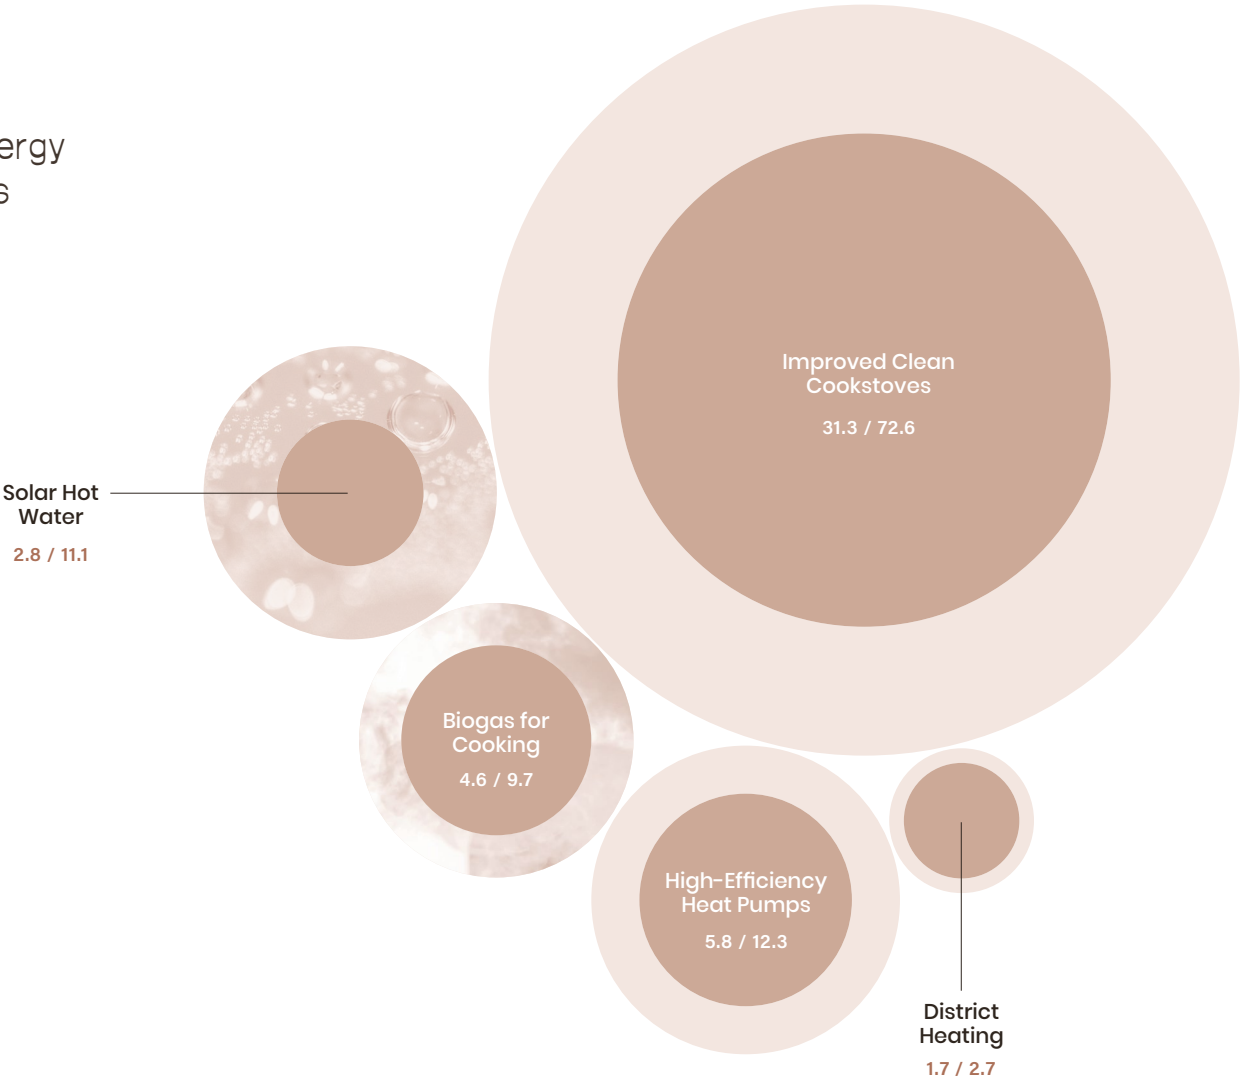 ergy
s
Improved Clean
Cookstoves
31.3 / 72.6
Solar Hot
Water
2.8 / 11.1
Biogas for
Cooking
4.6 / 9.7
High-Efficiency
Heat Pumps
5.8 / 12.3
District
Heating
1.7 / 2.7